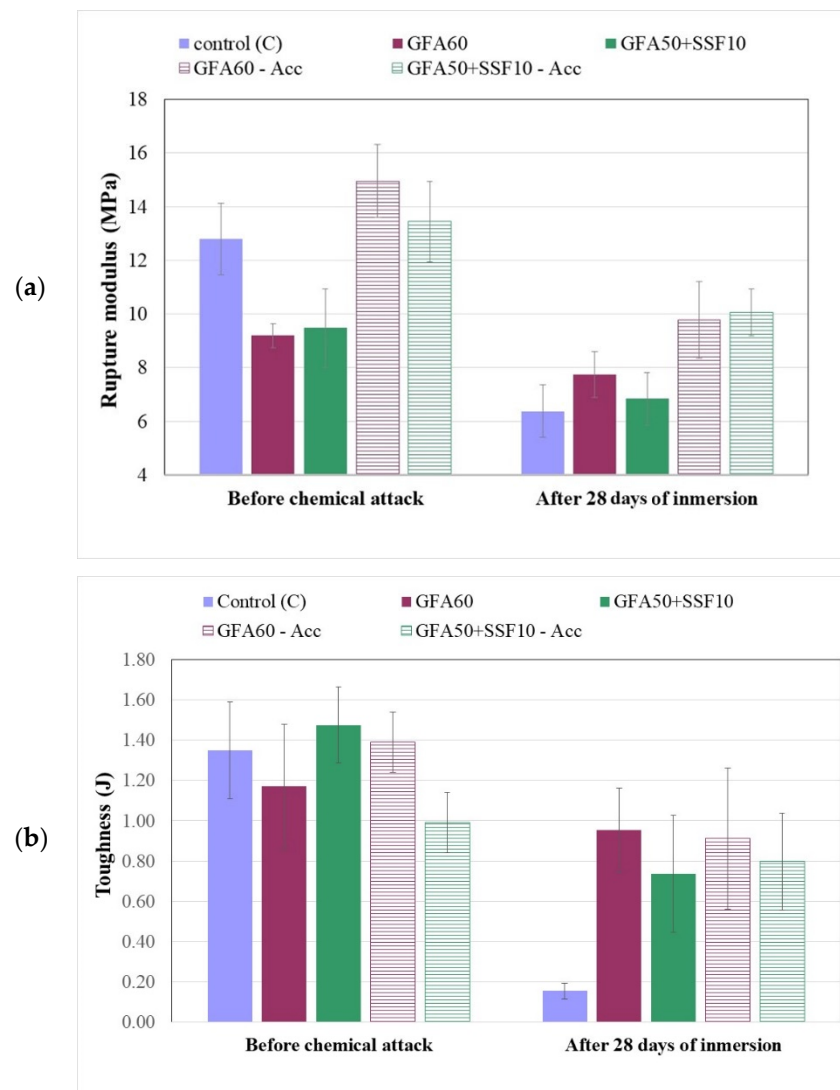 control (C) GFA60 GFA50+SSF10
GFA60 - Acc GFA50+SSF10 - Acc
18
16
14
12
10
8
6
4
Rupture modulus (MPa)
(a)
Before chemical attack After 28 days of inmersion
Control (C) GFA60 GFA50+SSF10
GFA60 - Acc GFA50+SSF10 - Acc
1.80
1.60
1.40
1.20
1.00
0.80
0.60
0.40
0.20
0.00
Toughness (J)
(b)
Before chemical attack After 28 days of inmersion